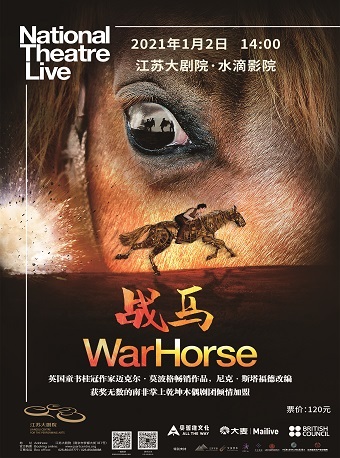 National
Theatre
Live
2021年1月2日 14:00
江苏大剧院·水滴影院
战马
WarHorse
英国童书桂冠作家迈克尔·莫波格畅销作品，尼克·斯塔福德改编
获奖无数的南非掌上乾坤木偶剧团倾情加盟
票价：120元
江苏大剧院
ALL THE WAY
大麦 | Mailive
BRITISH
COUNCIL